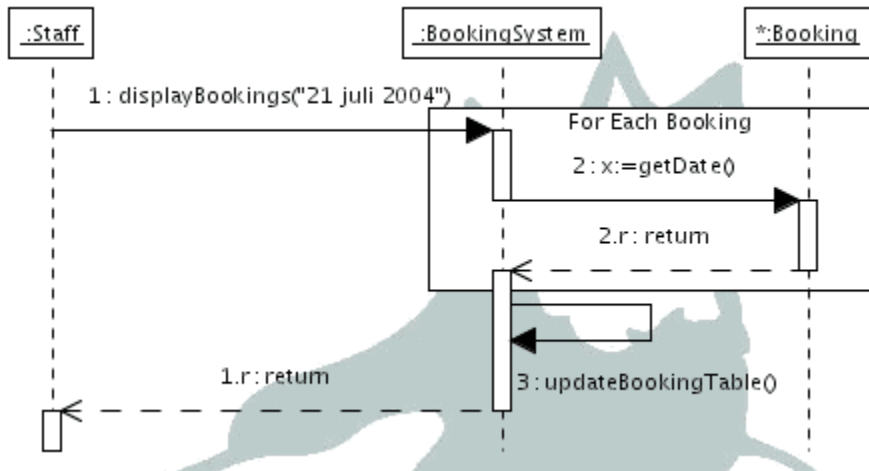 :Staff
:BookingSystem
*:Booking
1 : displayBookings("21 juli 2004")
For Each Booking
2 : x:=getDate()
2.r : return
3 : updateBookingTable()
1.r : return